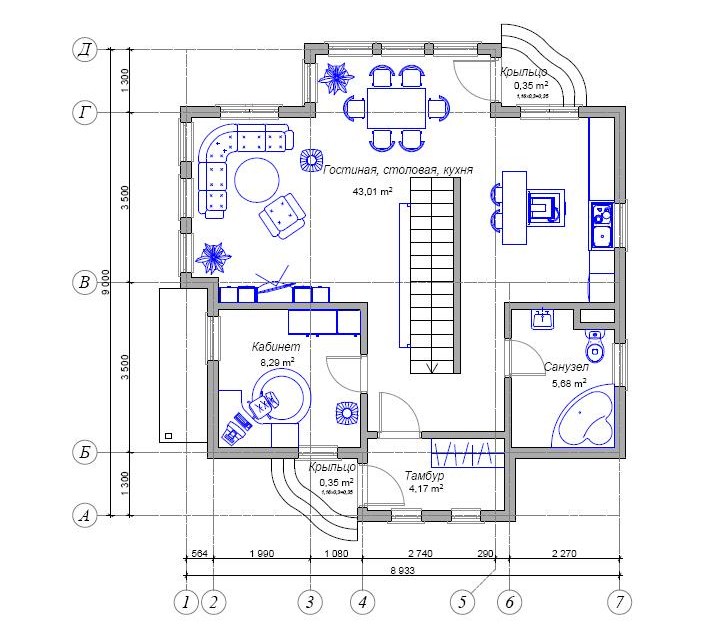 Д
1 300
Крыльцо
0,35 m²
1,16×0,3=0,35
Г
Гостиная, столовая, кухня
43,01 m²
3 500
В
9 000
Кабинет
8,29 m²
3 500
Санузел
5,68 m²
Б
Крыльцо
0,35 m²
1,16×0,3=0,35
Тамбур
4,17 m²
1 300
А
564
1 990
1 080
2 740
290
2 270
8 933
1
2
3
4
5
6
7